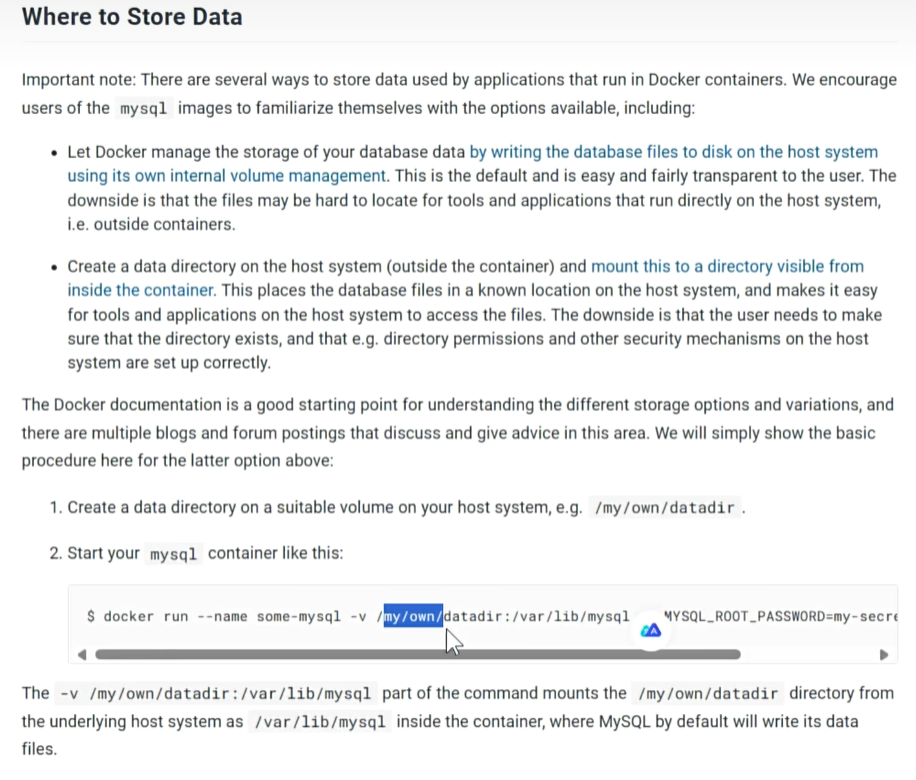 Where to Store Data
Important note: There are several ways to store data used by applications that run in Docker containers. We encourage
users of the mysql images to familiarize themselves with the options available, including:
• Let Docker manage the storage of your database data by writing the database files to disk on the host system
using its own internal volume management. This is the default and is easy and fairly transparent to the user. The
downside is that the files may be hard to locate for tools and applications that run directly on the host system,
i.e. outside containers.
• Create a data directory on the host system (outside the container) and mount this to a directory visible from
inside the container. This places the database files in a known location on the host system, and makes it easy
for tools and applications on the host system to access the files. The downside is that the user needs to make
sure that the directory exists, and that e.g. directory permissions and other security mechanisms on the host
system are set up correctly.
The Docker documentation is a good starting point for understanding the different storage options and variations, and
there are multiple blogs and forum postings that discuss and give advice in this area. We will simply show the basic
procedure here for the latter option above:
1. Create a data directory on a suitable volume on your host system, e.g. /my/own/datadir .
2. Start your mysql container like this:
$ docker run --name some-mysql -v /my/own/datadir:/var/lib/mysql MYSQL_ROOT_PASSWORD=my-secre
The -v /my/own/datadir:/var/lib/mysql part of the command mounts the /my/own/datadir directory from
the underlying host system as /var/lib/mysql inside the container, where MySQL by default will write its data
files.